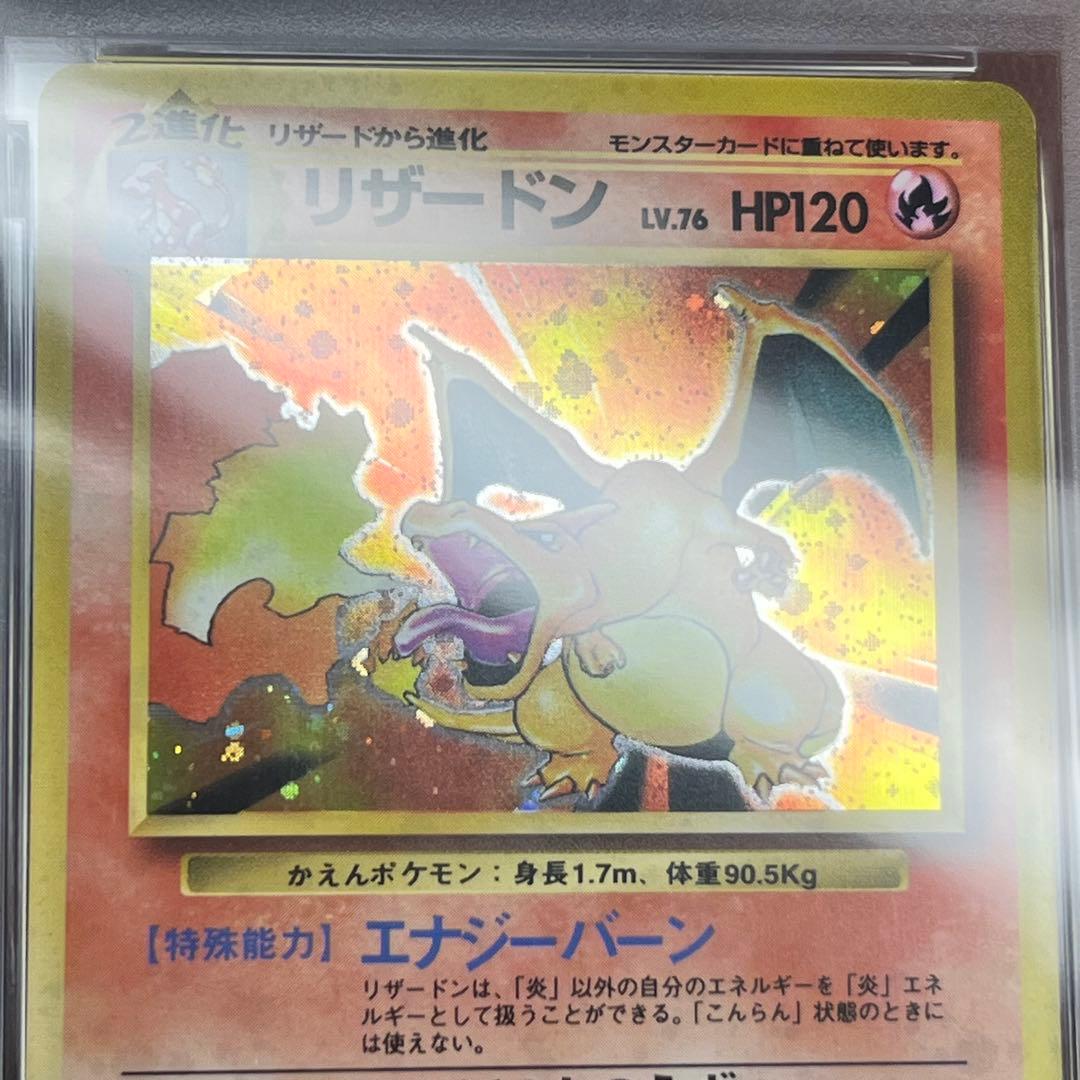 2進化 リザードから進化 モンスターカードに重ねて使います。
リザードン LV.76 HP120
かえんポケモン：身長1.7m、体重90.5Kg
【特殊能力】 エナジーバーン
リザードンは、「炎」以外の自分のエネルギーを「炎」エネ
ルギーとして扱うことができる。「こんらん」状態のときに
は使えない。